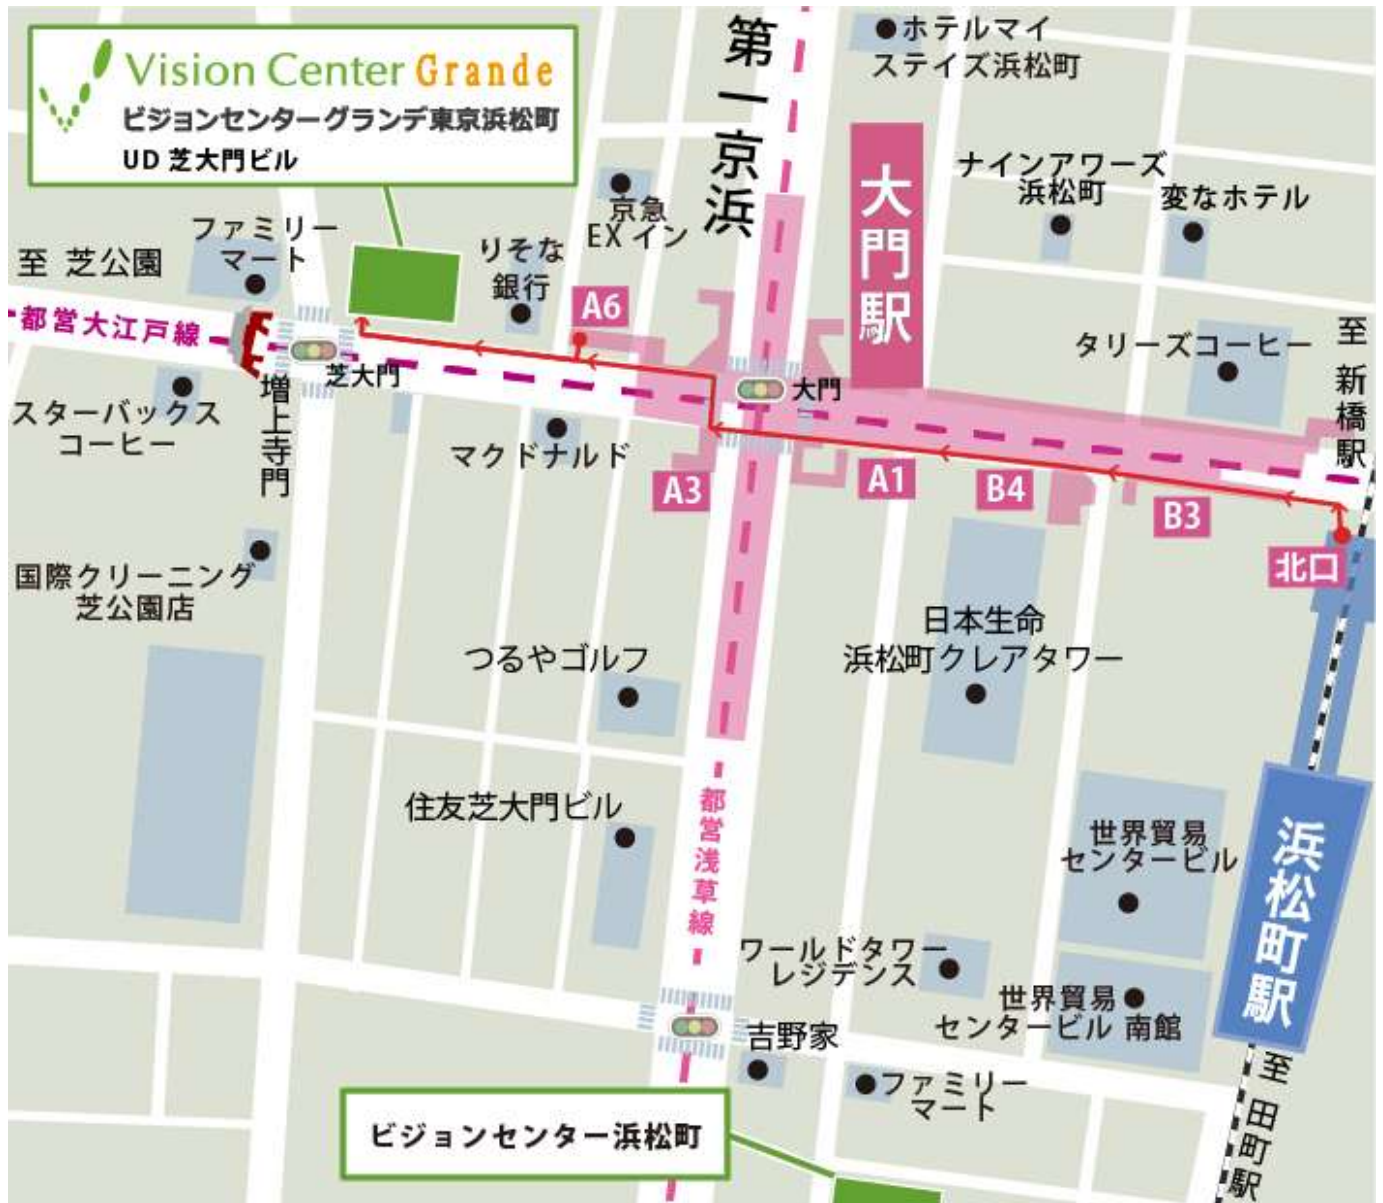 Vision Center Grande
ビジョンセンターグランデ東京浜松町
UD 芝大門ビル
第一京浜
ホテルマイ
ステイズ浜松町
大門駅
ナインアワーズ
浜松町
変なホテル
京急
EX イン
ファミリー
マート
りそな
銀行
至 芝公園
A6
都営大江戸線
タリーズコーヒー
至 新橋駅
芝大門
大門
スターバックス
コーヒー
増上寺門
マクドナルド
A3
A1
B4
B3
北口
国際クリーニング
芝公園店
日本生命
浜松町クレアタワー
つるやゴルフ
住友芝大門ビル
都営浅草線
世界貿易
センタービル
浜松町駅
ワールドタワー
レジデンス
世界貿易
センタービル 南館
吉野家
ファミリー
マート
至 田町駅
ビジョンセンター浜松町